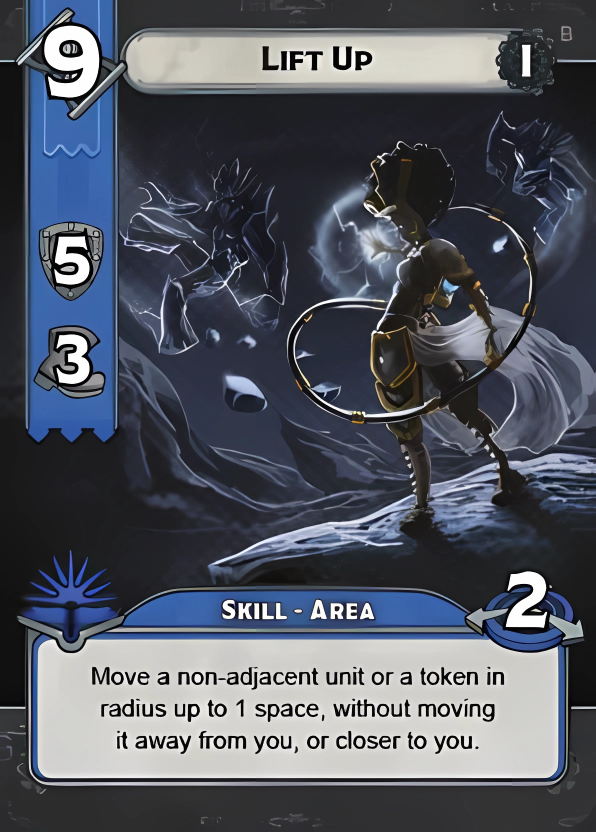 9
Lift Up
1
B
5
3
Skill - Area
2
Move a non-adjacent unit or a token in
radius up to 1 space, without moving
it away from you, or closer to you.